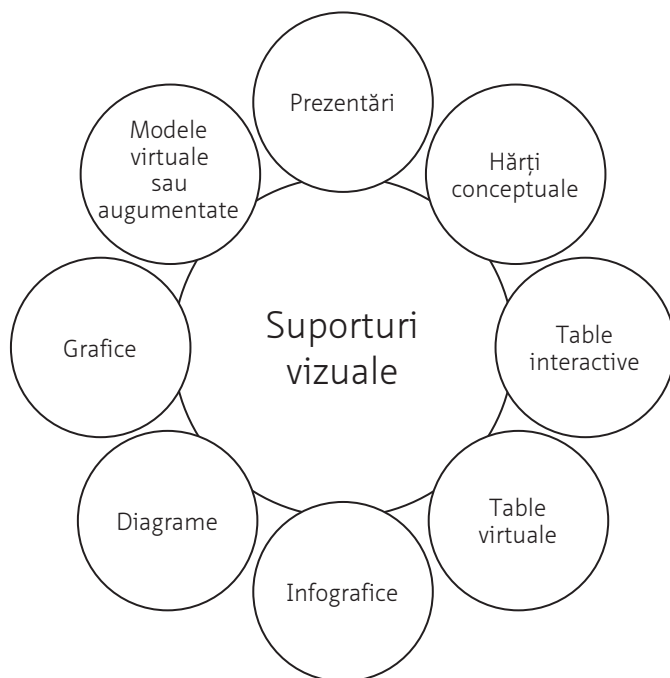 Prezentări
Hărți
conceptuale
Table
interactive
Table
virtuale
Infografice
Diagrame
Grafice
Modele
virtuale
sau
augumentate
Suporturi
vizuale